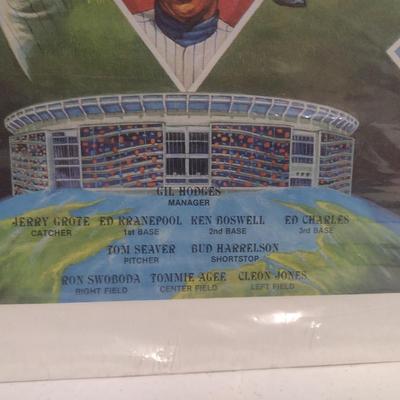 GIL HODGES
MANAGER
JERRY GROTE ED KRANEPOOL KEN BOSWELL ED CHARLES
CATCHER 1st BASE 2nd BASE 3rd BASE
TOM SEAVER BUD HARRELSON
PITCHER SHORTSTOP
RON SWOBODA TOMMIE AGEE CLEON JONES
RIGHT FIELD CENTER FIELD LEFT FIELD